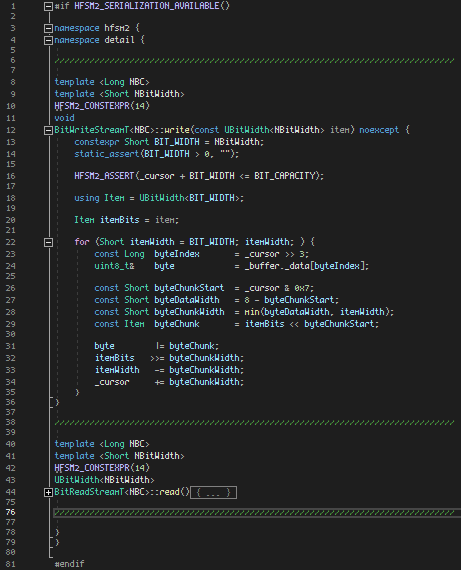 1 #if HFSM2_SERIALIZATION_AVAILABLE()
2
3 namespace hfsm2 {
4 namespace detail {
5
6 ////////////////////////////////////////////////////////////////////////////////
7
8 template <Long NBC>
9 template <Short NBitWidth>
10 HFSM2_CONSTEXPR(14)
11 void
12 BitWriteStreamT<NBC>::write(const UBitWidth<NBitWidth> item) noexcept {
13 constexpr Short BIT_WIDTH = NBitWidth;
14 static_assert(BIT_WIDTH > 0, "");
15
16 HFSM2_ASSERT(_cursor + BIT_WIDTH <= BIT_CAPACITY);
17
18 using Item = UBitWidth<BIT_WIDTH>;
19
20 Item itemBits = item;
21
22 for (Short itemWidth = BIT_WIDTH; itemWidth; ) {
23 const Long byteIndex = _cursor >> 3;
24 uint8_t& byte = _buffer._data[byteIndex];
25
26 const Short byteChunkStart = _cursor & 0x7;
27 const Short byteDataWidth = 8 - byteChunkStart;
28 const Short byteChunkWidth = min(byteDataWidth, itemWidth);
29 const Item byteChunk = itemBits << byteChunkStart;
30
31 byte |= byteChunk;
32 itemBits >>= byteChunkWidth;
33 itemWidth -= byteChunkWidth;
34 _cursor += byteChunkWidth;
35 }
36 }
37
38 ////////////////////////////////////////////////////////////////////////////////
39
40 template <Long NBC>
41 template <Short NBitWidth>
42 HFSM2_CONSTEXPR(14)
43 UBitWidth<NBitWidth>
44 BitReadStreamT<NBC>::read() { ... }
75
76 ////////////////////////////////////////////////////////////////////////////////
77
78 }
79 }
80
81 #endif